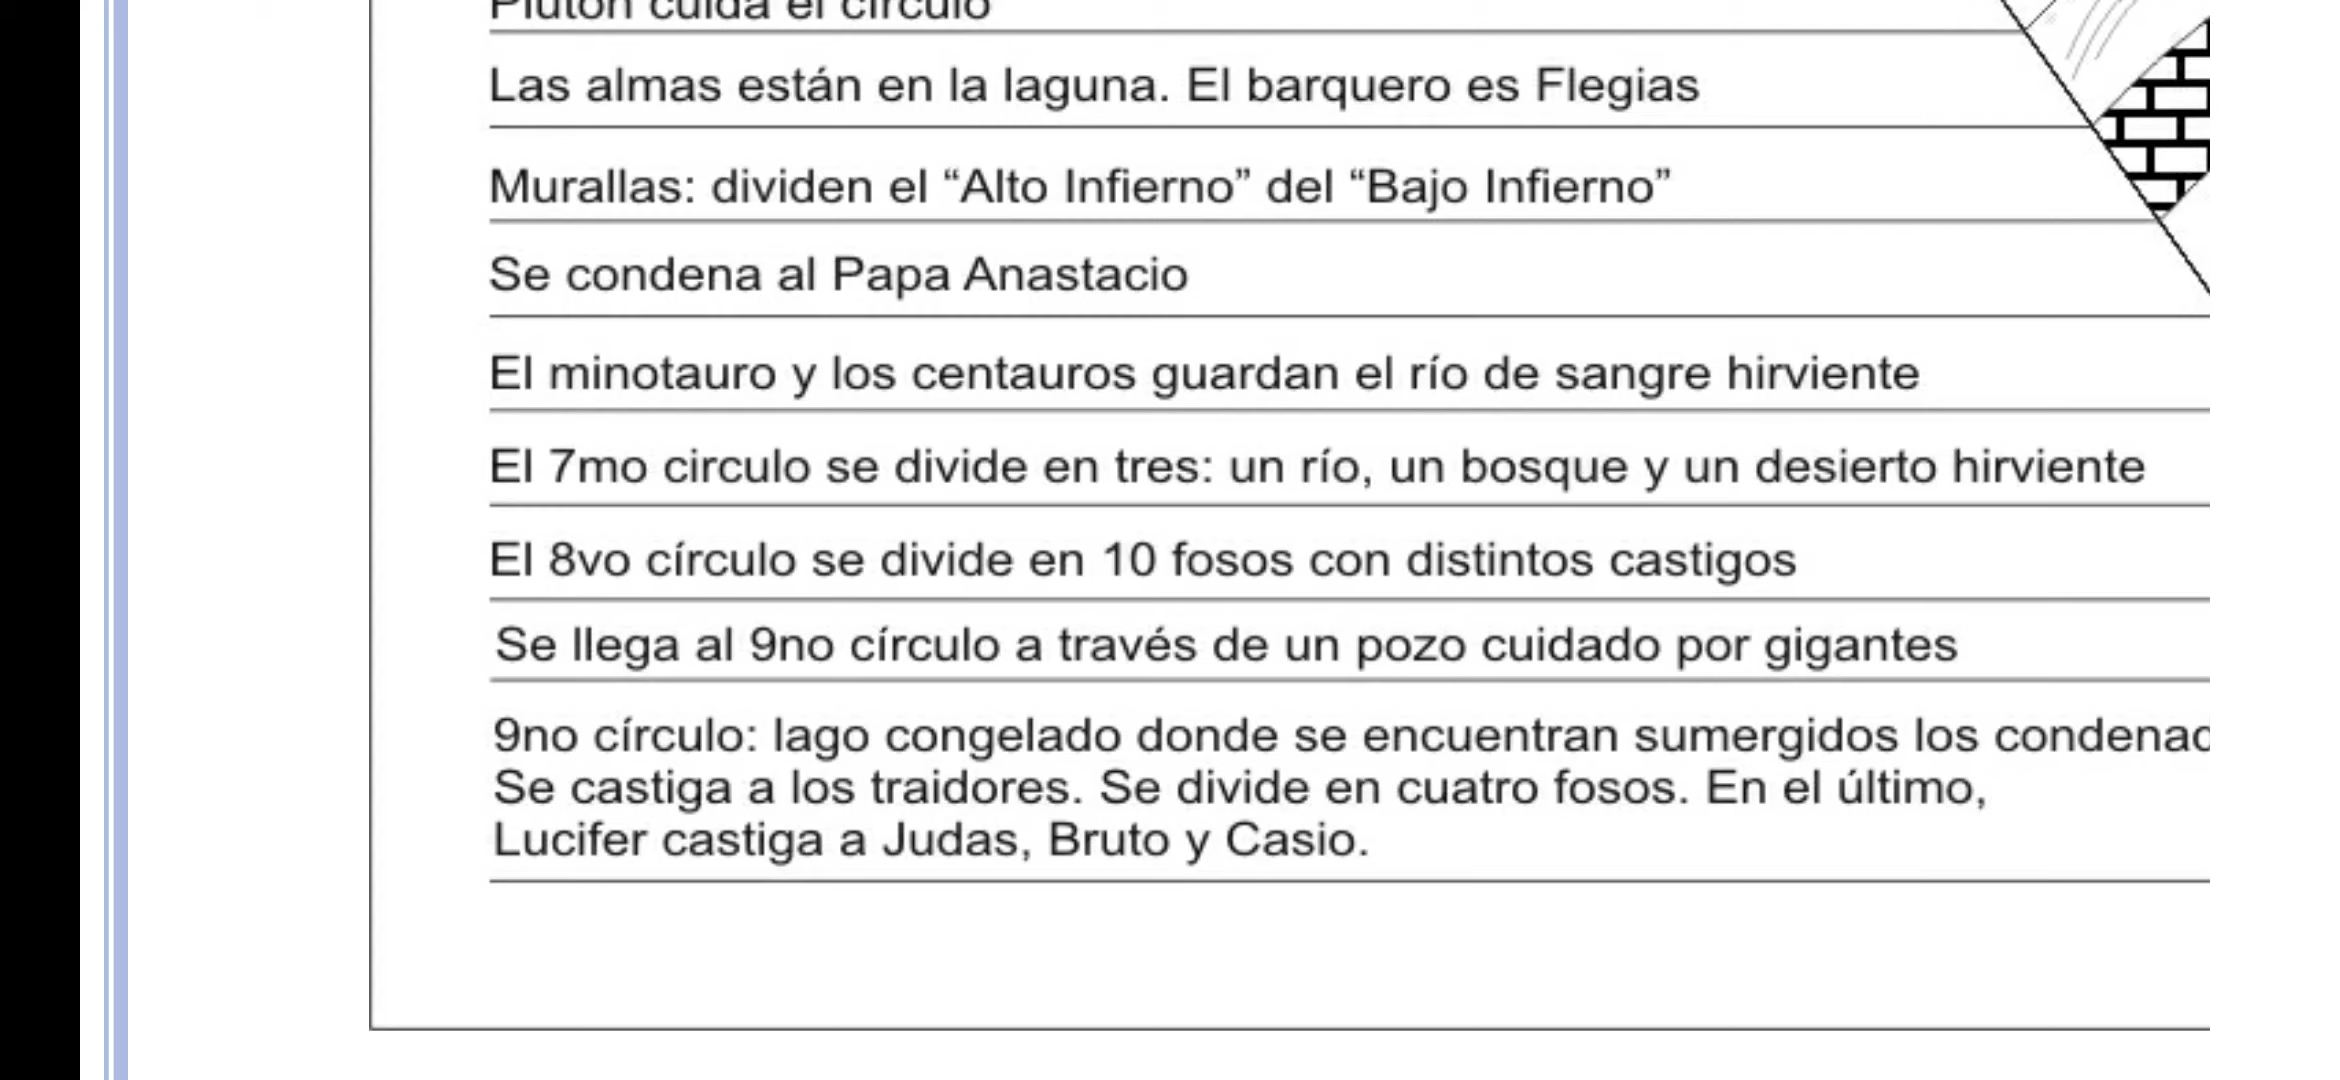 Plutón cuida el círculo
Las almas están en la laguna. El barquero es Flegias
Murallas: dividen el “Alto Infierno” del “Bajo Infierno”
Se condena al Papa Anastacio
El minotauro y los centauros guardan el río de sangre hirviente
El 7mo circulo se divide en tres: un río, un bosque y un desierto hirviente
El 8vo círculo se divide en 10 fosos con distintos castigos
Se llega al 9no círculo a través de un pozo cuidado por gigantes
9no círculo: lago congelado donde se encuentran sumergidos los condenad
Se castiga a los traidores. Se divide en cuatro fosos. En el último,
Lucifer castiga a Judas, Bruto y Casio.